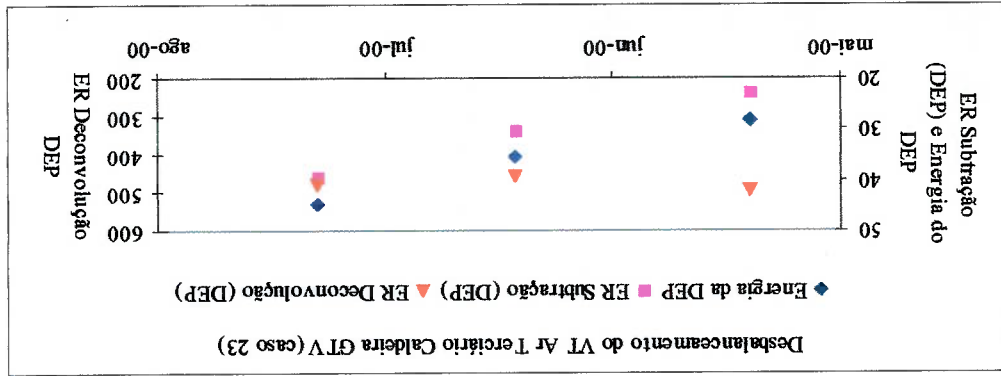 Desbalanceamento do VT Ar Terciário Caldeira GTV (caso 23)
Energia da DEP ER Subtração (DEP) ER Deconvolução (DEP)
ER Subtração
(DEP) e Energia do
DEP
50
40
30
20
600
500
400
300
200
ER Deconvolução
DEP
mai-00 jun-00 jul-00 ago-00